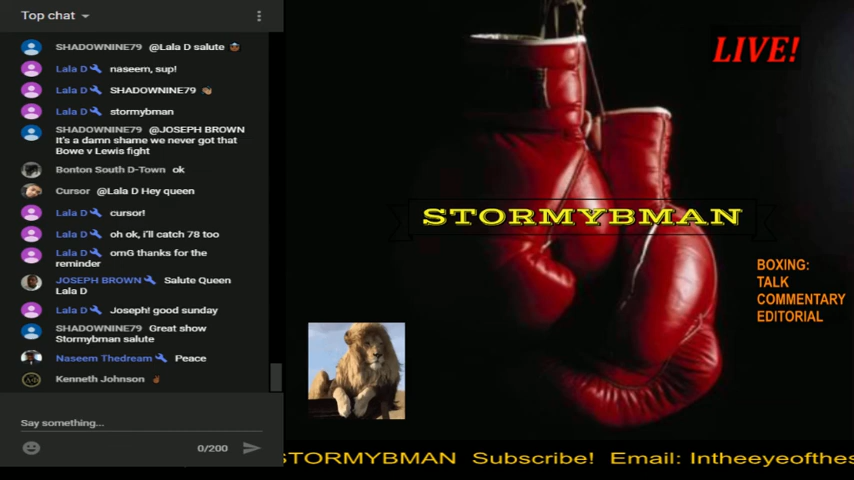 Top chat
SHADOWNINE79 @Lala D salute
Lala D naseem, sup!
Lala D SHADOWNINE79
Lala D stormybman
SHADOWNINE79 @JOSEPH BROWN
It's a damn shame we never got that
Bowe v Lewis fight
Bonton South D-Town ok
Cursor @Lala D Hey queen
Lala D cursor!
Lala D oh ok, i'll catch 78 too
Lala D omG thanks for the
reminder
JOSEPH BROWN Salute Queen
Lala D
Lala D Joseph! good sunday
SHADOWNINE79 Great show
Stormybman salute
Naseem Thedream Peace
Kenneth Johnson
Say something...
0/200
LIVE!
STORMYBMAN
BOXING:
TALK
COMMENTARY
EDITORIAL
STORMYBMAN Subscribe! Email: Intheeyeofthes